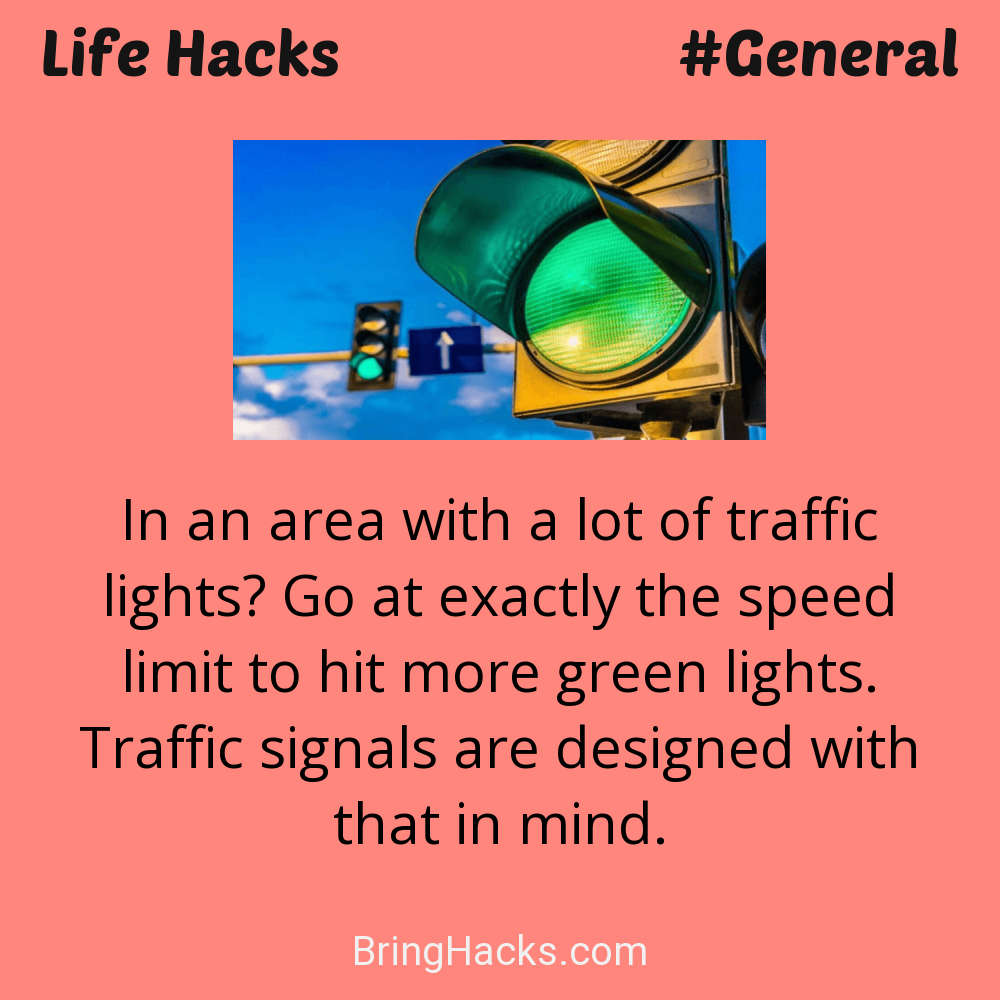 Life Hacks
#General
In an area with a lot of traffic
lights? Go at exactly the speed
limit to hit more green lights.
Traffic signals are designed with
that in mind.
BringHacks.com